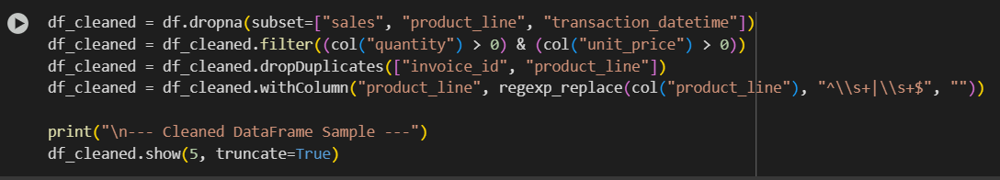 df_cleaned = df.dropna(subset=["sales", "product_line", "transaction_datetime"])
df_cleaned = df_cleaned.filter((col("quantity") > 0) & (col("unit_price") > 0))
df_cleaned = df_cleaned.dropDuplicates(["invoice_id", "product_line"])
df_cleaned = df_cleaned.withColumn("product_line", regexp_replace(col("product_line"), "^\\s+|\\s+$", ""))
print("\n--- Cleaned DataFrame Sample ---")
df_cleaned.show(5, truncate=True)